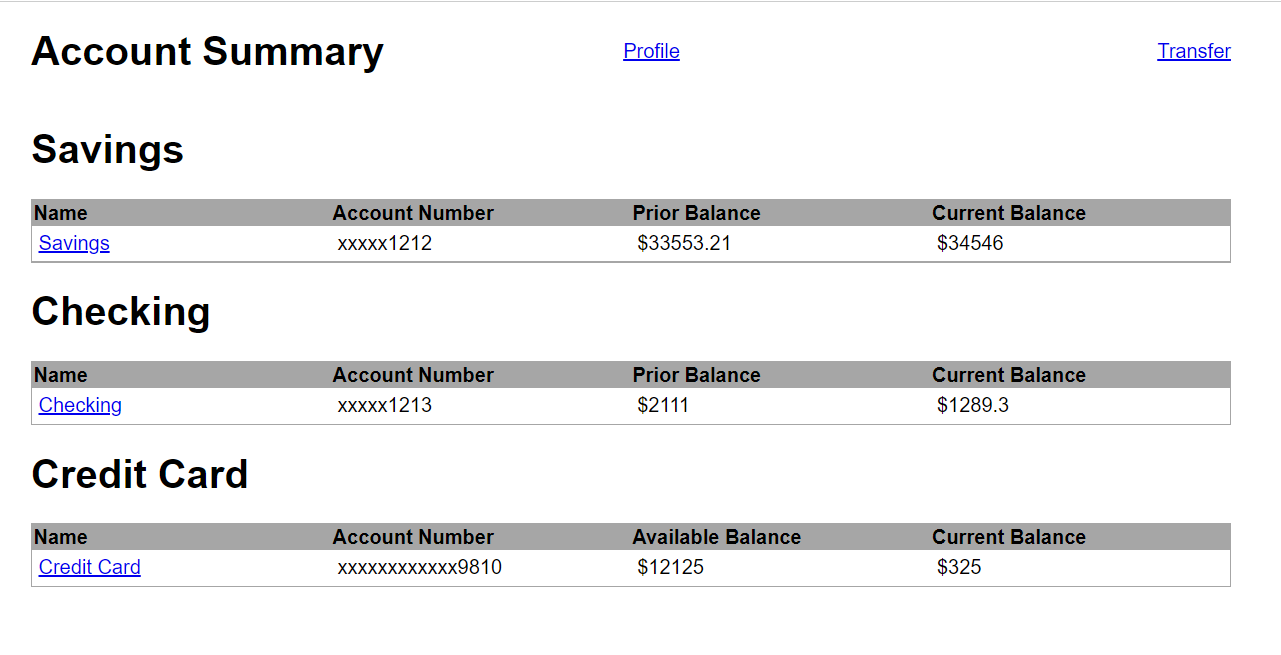 Account Summary Profile Transfer
Savings
Name Account Number Prior Balance Current Balance
Savings xxxxx1212 $33553.21 $34546
Checking
Name Account Number Prior Balance Current Balance
Checking xxxxx1213 $2111 $1289.3
Credit Card
Name Account Number Available Balance Current Balance
Credit Card xxxxxxxxxxxx9810 $12125 $325